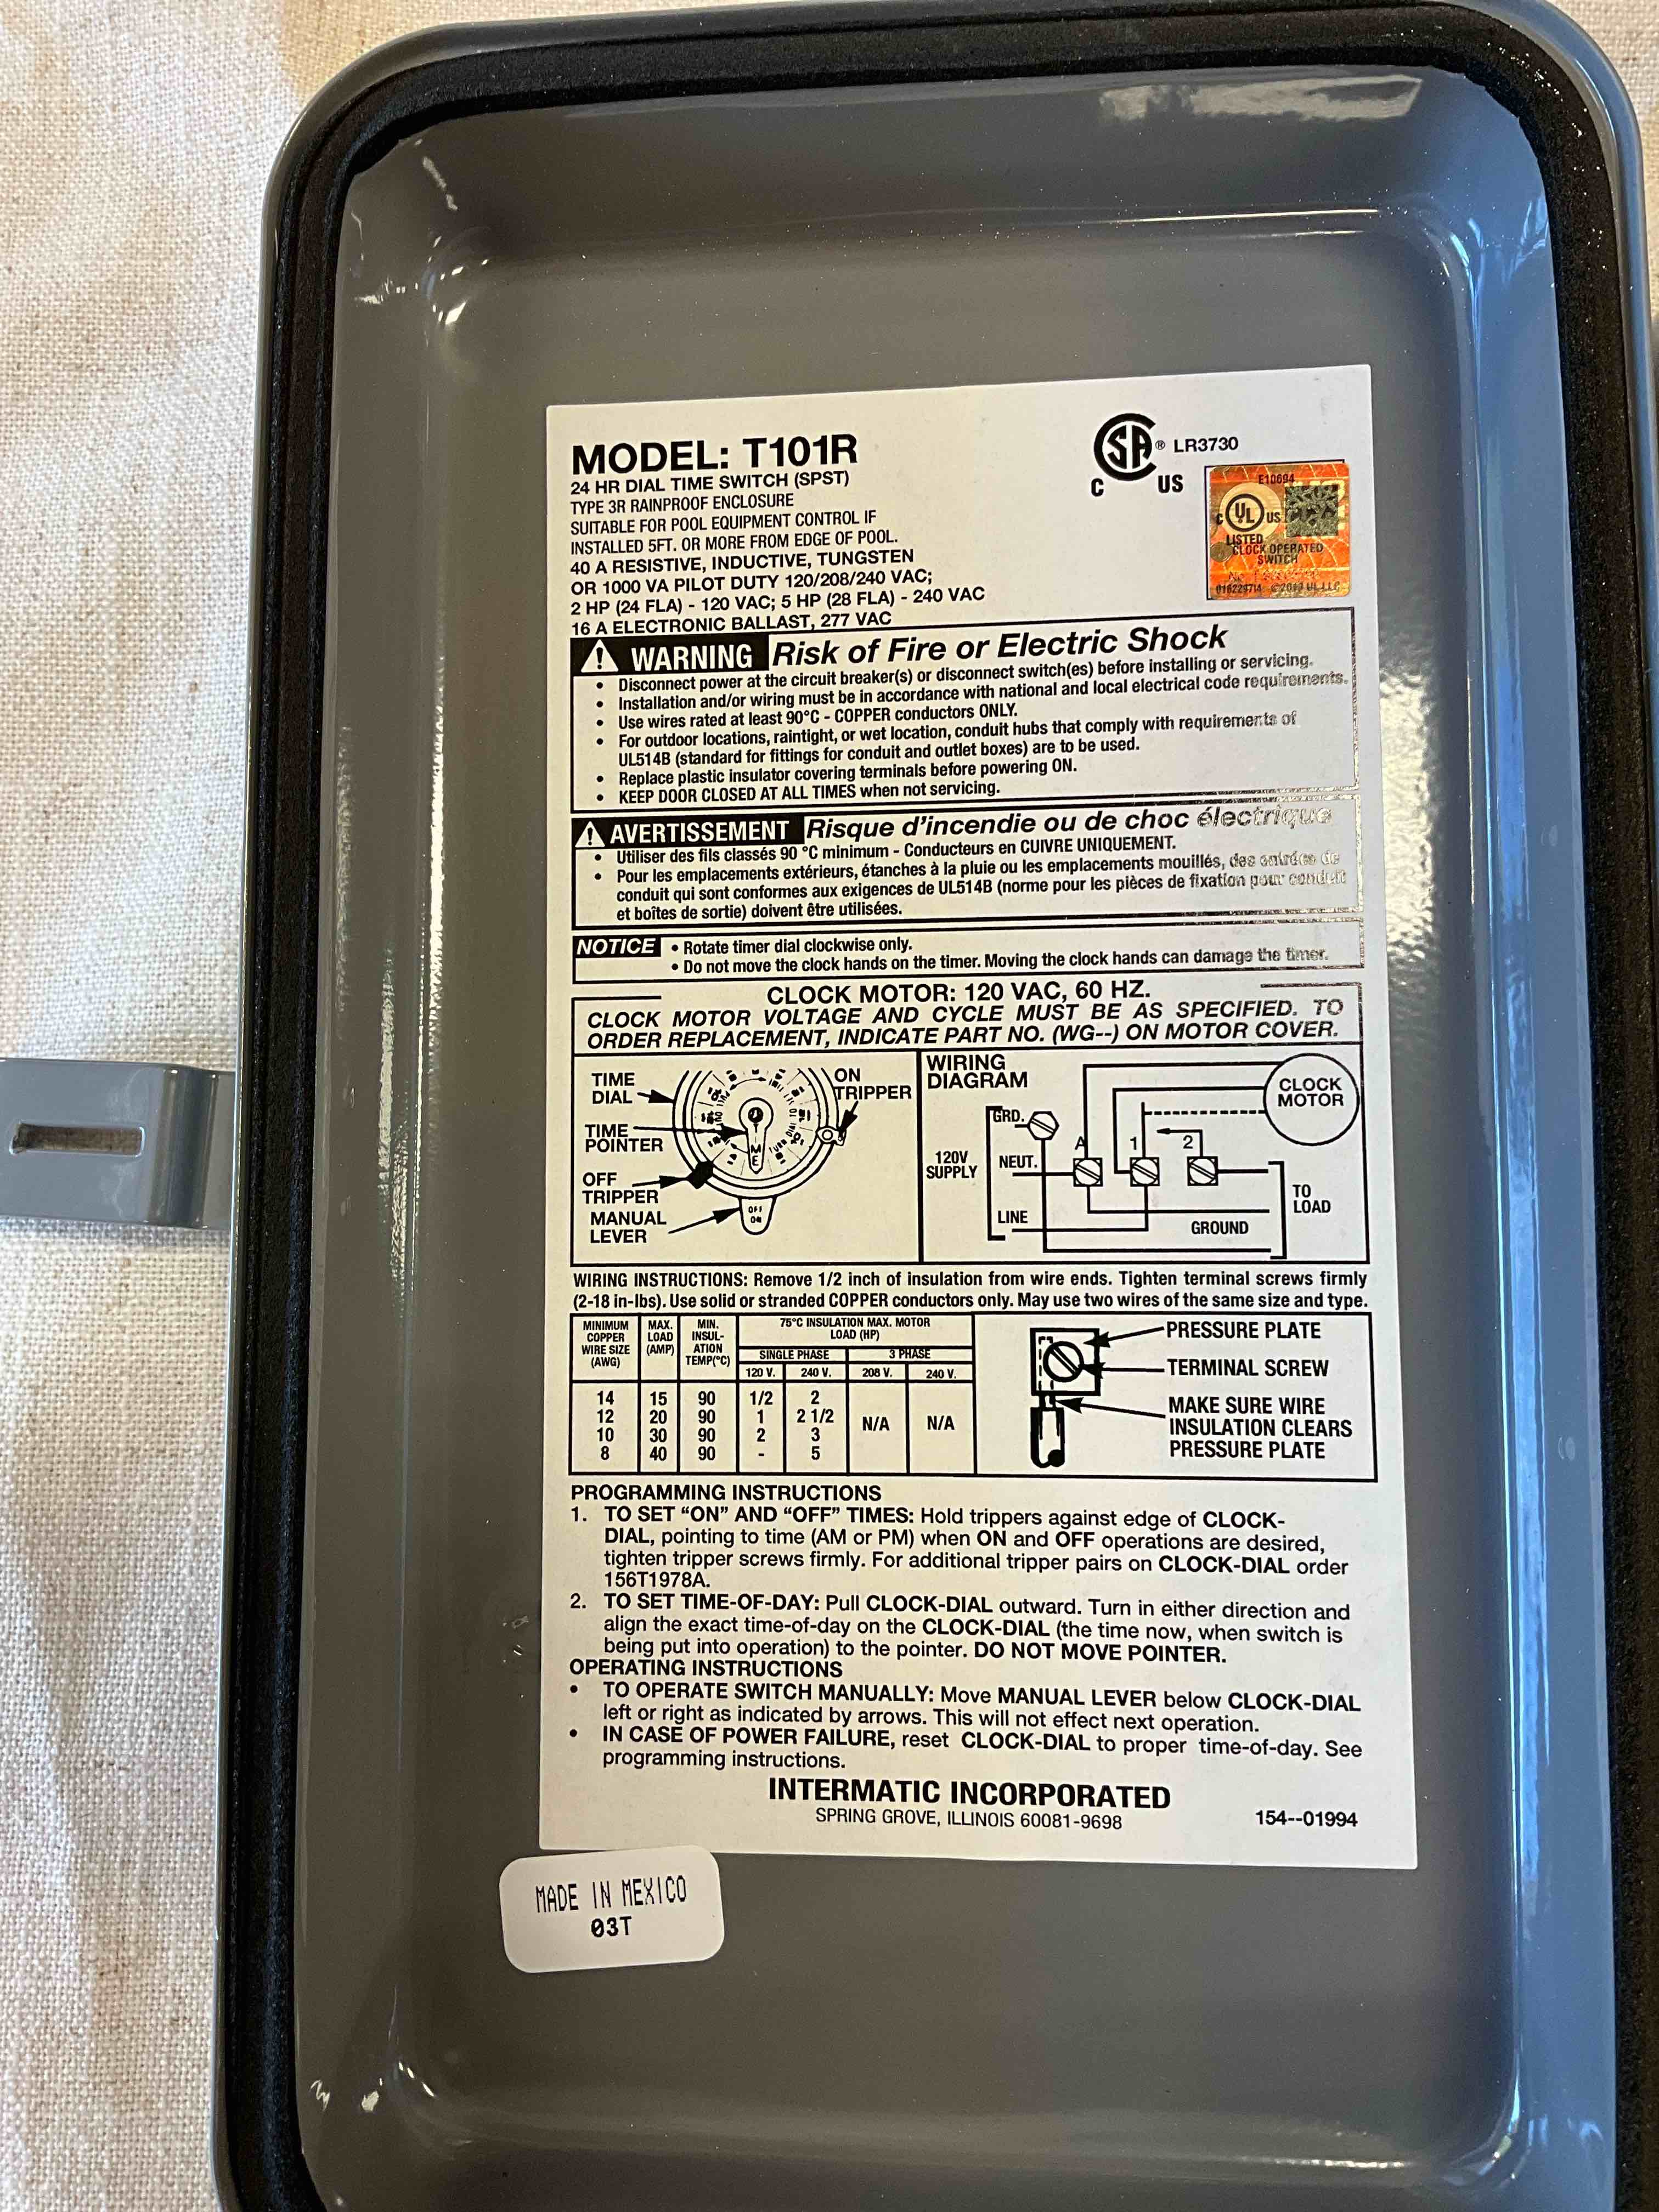 MODEL: T101R
24 HR DIAL TIME SWITCH (SPST)
TYPE 3R RAINPROOF ENCLOSURE
SUITABLE FOR POOL EQUIPMENT CONTROL IF
INSTALLED 5FT. OR MORE FROM EDGE OF POOL.
40 A RESISTIVE, INDUCTIVE, TUNGSTEN
OR 1000 VA PILOT DUTY 120/208/240 VAC;
2 HP (24 FLA) - 120 VAC; 5 HP (28 FLA) - 240 VAC
16 A ELECTRONIC BALLAST, 277 VAC
SA ® LR3730
C US
E10694
C UL US
LISTED
CLOCK OPERATED
SWITCH
WARNING Risk of Fire or Electric Shock
• Disconnect power at the circuit breaker(s) or disconnect switch(es) before installing or servicing.
• Installation and/or wiring must be in accordance with national and local electrical code requirements.
• Use wires rated at least 90°C - COPPER conductors ONLY.
• For outdoor locations, raintight, or wet location, conduit hubs that comply with requirements of
UL514B (standard for fittings for conduit and outlet boxes) are to be used.
• Replace plastic insulator covering terminals before powering ON.
• KEEP DOOR CLOSED AT ALL TIMES when not servicing.
AVERTISSEMENT Risque d'incendie ou de choc électrique
• Utiliser des fils classés 90 °C minimum - Conducteurs en CUIVRE UNIQUEMENT.
• Pour les emplacements extérieurs, étanches à la pluie ou les emplacements mouillés, des entrées de
conduit qui sont conformes aux exigences de UL514B (norme pour les pièces de fixation pour conduit
et boîtes de sortie) doivent être utilisées.
NOTICE • Rotate timer dial clockwise only.
• Do not move the clock hands on the timer. Moving the clock hands can damage the timer.
CLOCK MOTOR: 120 VAC, 60 HZ.
CLOCK MOTOR VOLTAGE AND CYCLE MUST BE AS SPECIFIED. TO
ORDER REPLACEMENT, INDICATE PART NO. (WG--) ON MOTOR COVER.
TIME
DIAL
ON
TRIPPER
TIME
POINTER
OFF
TRIPPER
MANUAL
LEVER
TIME
OFF
ON
WIRING
DIAGRAM
CLOCK
MOTOR
GRD.
A 1 2
120V
SUPPLY
NEUT.
LINE
TO
LOAD
GROUND
WIRING INSTRUCTIONS: Remove 1/2 inch of insulation from wire ends. Tighten terminal screws firmly
(2-18 in-lbs). Use solid or stranded COPPER conductors only. May use two wires of the same size and type.
MINIMUM COPPER WIRE SIZE (AWG) MAX. LOAD (AMP) MIN. INSUL-ATION TEMP(°C) 75°C INSULATION MAX. MOTOR LOAD (HP)
SINGLE PHASE 3 PHASE
120 V. 240 V. 208 V. 240 V.
14 15 90 1/2 2
12 20 90 1 2 1/2 N/A N/A
10 30 90 2 3
8 40 90 - 5
PRESSURE PLATE
TERMINAL SCREW
MAKE SURE WIRE
INSULATION CLEARS
PRESSURE PLATE
PROGRAMMING INSTRUCTIONS
1. TO SET “ON” AND “OFF” TIMES: Hold trippers against edge of CLOCK-
DIAL, pointing to time (AM or PM) when ON and OFF operations are desired,
tighten tripper screws firmly. For additional tripper pairs on CLOCK-DIAL order
156T1978A.
2. TO SET TIME-OF-DAY: Pull CLOCK-DIAL outward. Turn in either direction and
align the exact time-of-day on the CLOCK-DIAL (the time now, when switch is
being put into operation) to the pointer. DO NOT MOVE POINTER.
OPERATING INSTRUCTIONS
• TO OPERATE SWITCH MANUALLY: Move MANUAL LEVER below CLOCK-DIAL
left or right as indicated by arrows. This will not effect next operation.
• IN CASE OF POWER FAILURE, reset CLOCK-DIAL to proper time-of-day. See
programming instructions.
INTERMATIC INCORPORATED
SPRING GROVE, ILLINOIS 60081-9698
154--01994
MADE IN MEXICO
03T